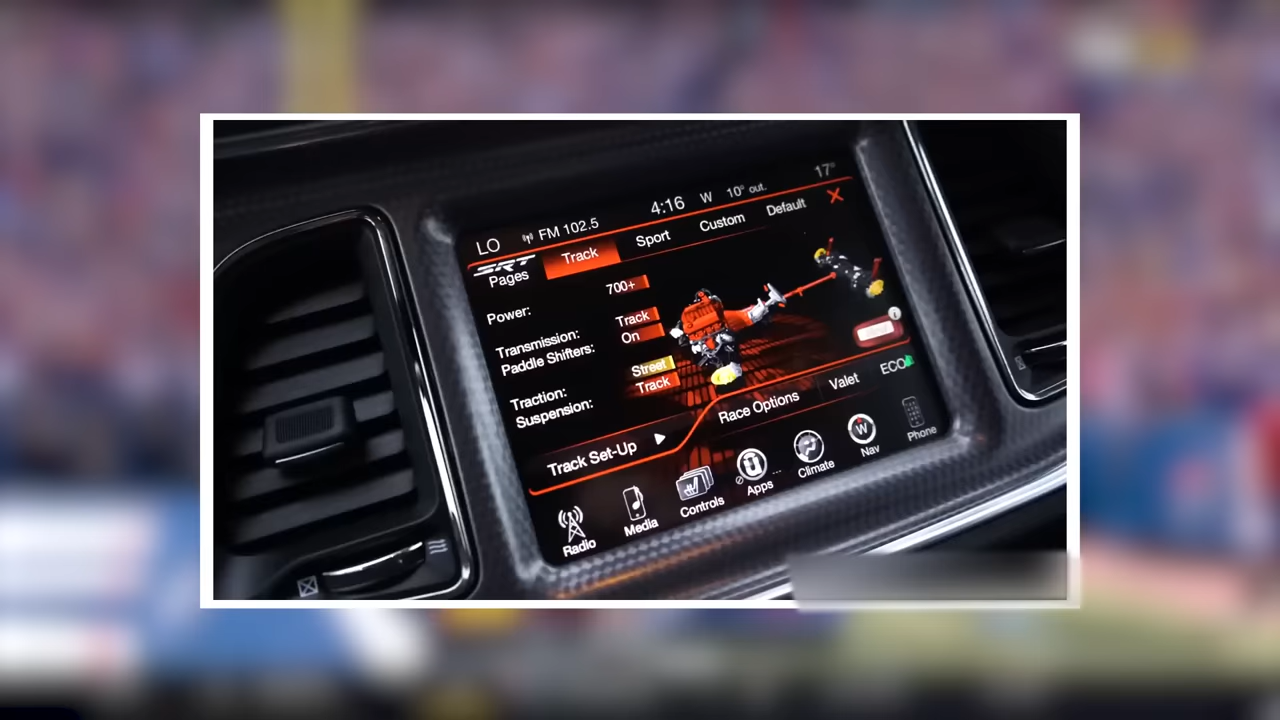 LO FM 102.5 4:16 W 10° out. 17°
SRT Pages Track Sport Custom Default X
Power: 700+
Transmission: Track
Paddle Shifters: On
Traction: Street
Suspension: Track
Track Set-Up Race Options Valet ECO
Radio Media Controls Apps Climate W Nav Phone